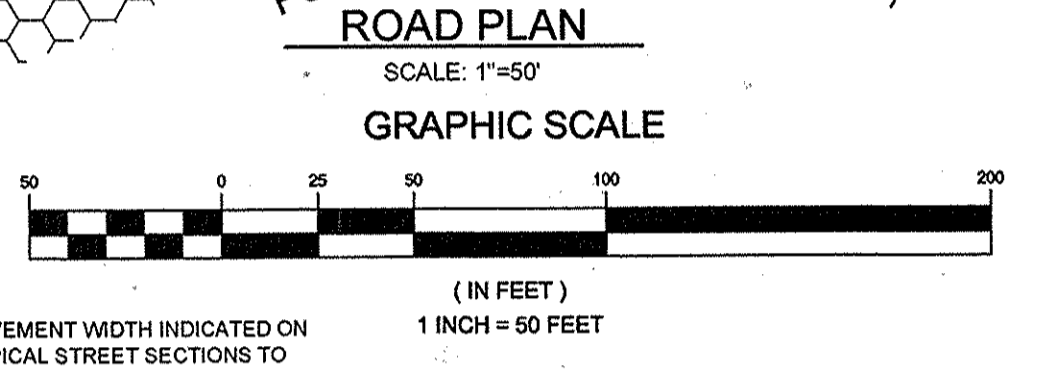 ROAD PLAN
SCALE: 1"=50'
GRAPHIC SCALE
50 0 25 50 100 200
( IN FEET )
1 INCH = 50 FEET
WIDTH INDICATED ON
STREET SECTIONS TO